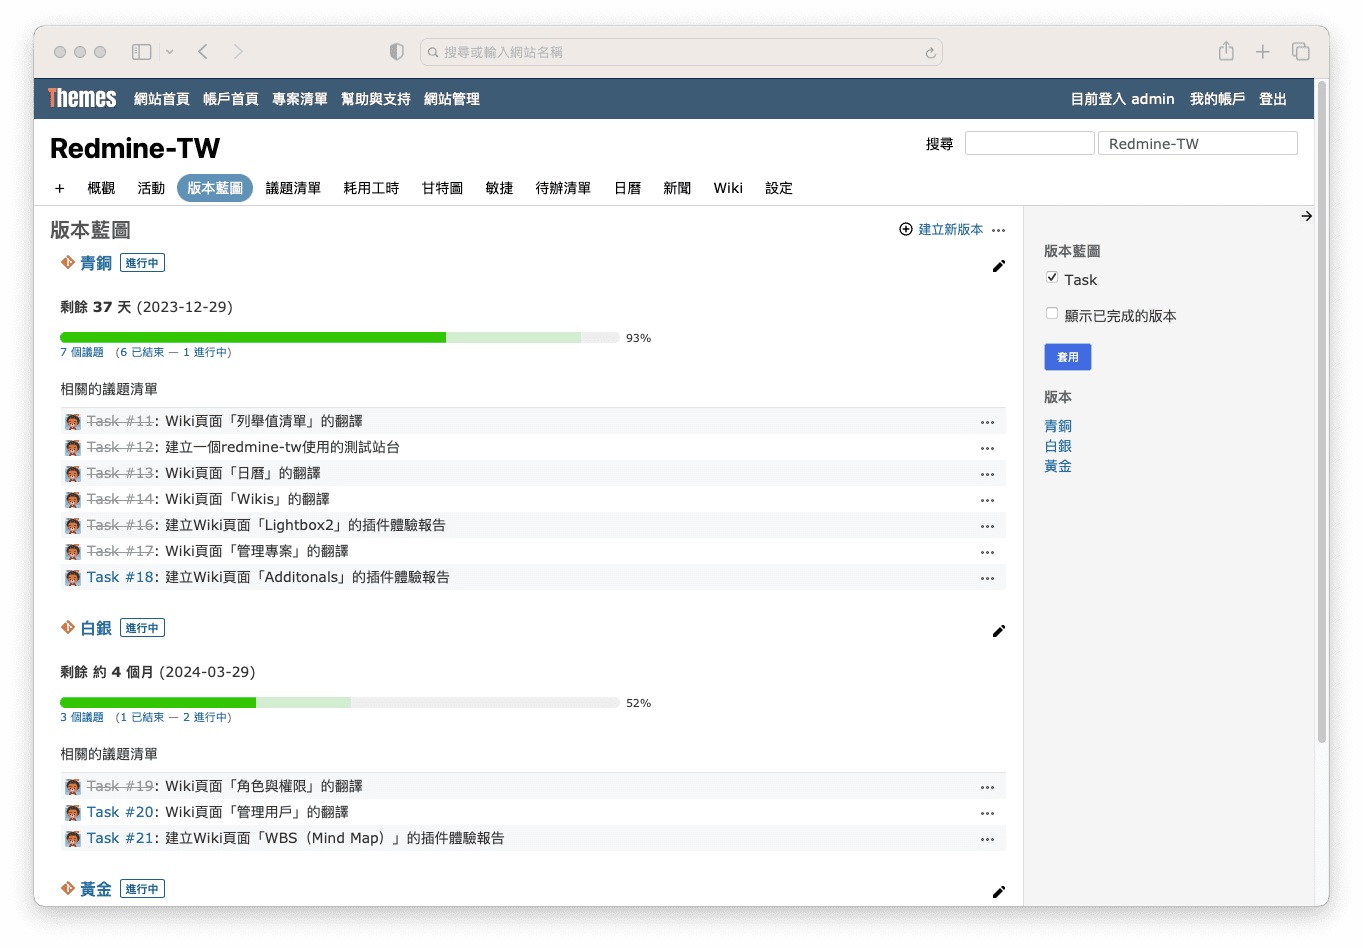 搜尋或輸入網站名稱
Themes 網站首頁 帳戶首頁 專案清單 幫助與支持 網站管理 目前登入 admin 我的帳戶 登出
Redmine-TW
搜尋 Redmine-TW
+ 概觀 活動 版本藍圖 議題清單 耗用工時 甘特圖 敏捷 待辦清單 日曆 新聞 Wiki 設定
版本藍圖
建立新版本 ...
青銅 進行中
剩餘 37 天 (2023-12-29)
93%
7 個議題 (6 已結束 — 1 進行中)
相關的議題清單
Task #11: Wiki頁面「列舉值清單」的翻譯
Task #12: 建立一個redmine-tw使用的測試站台
Task #13: Wiki頁面「日曆」的翻譯
Task #14: Wiki頁面「Wikis」的翻譯
Task #16: 建立Wiki頁面「Lightbox2」的插件體驗報告
Task #17: Wiki頁面「管理專案」的翻譯
Task #18: 建立Wiki頁面「Additonals」的插件體驗報告
白銀 進行中
剩餘 約 4 個月 (2024-03-29)
52%
3 個議題 (1 已結束 — 2 進行中)
相關的議題清單
Task #19: Wiki頁面「角色與權限」的翻譯
Task #20: Wiki頁面「管理用戶」的翻譯
Task #21: 建立Wiki頁面「WBS（Mind Map）」的插件體驗報告
黃金 進行中
版本藍圖
Task
顯示已完成的版本
套用
版本
青銅
白銀
黃金